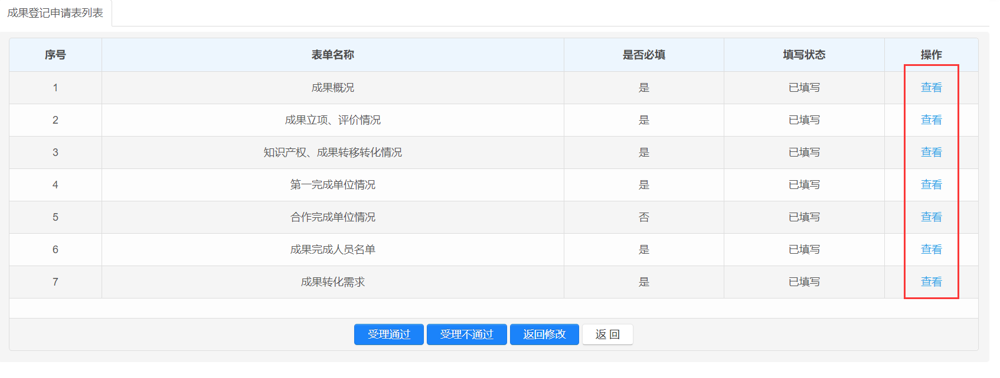 成果登记申请表列表
序号 表单名称 是否必填 填写状态 操作
1 成果概况 是 已填写 查看
2 成果立项、评价情况 是 已填写 查看
3 知识产权、成果转移转化情况 是 已填写 查看
4 第一完成单位情况 是 已填写 查看
5 合作完成单位情况 否 已填写 查看
6 成果完成人员名单 是 已填写 查看
7 成果转化需求 是 已填写 查看
受理通过 受理不通过 返回修改 返 回